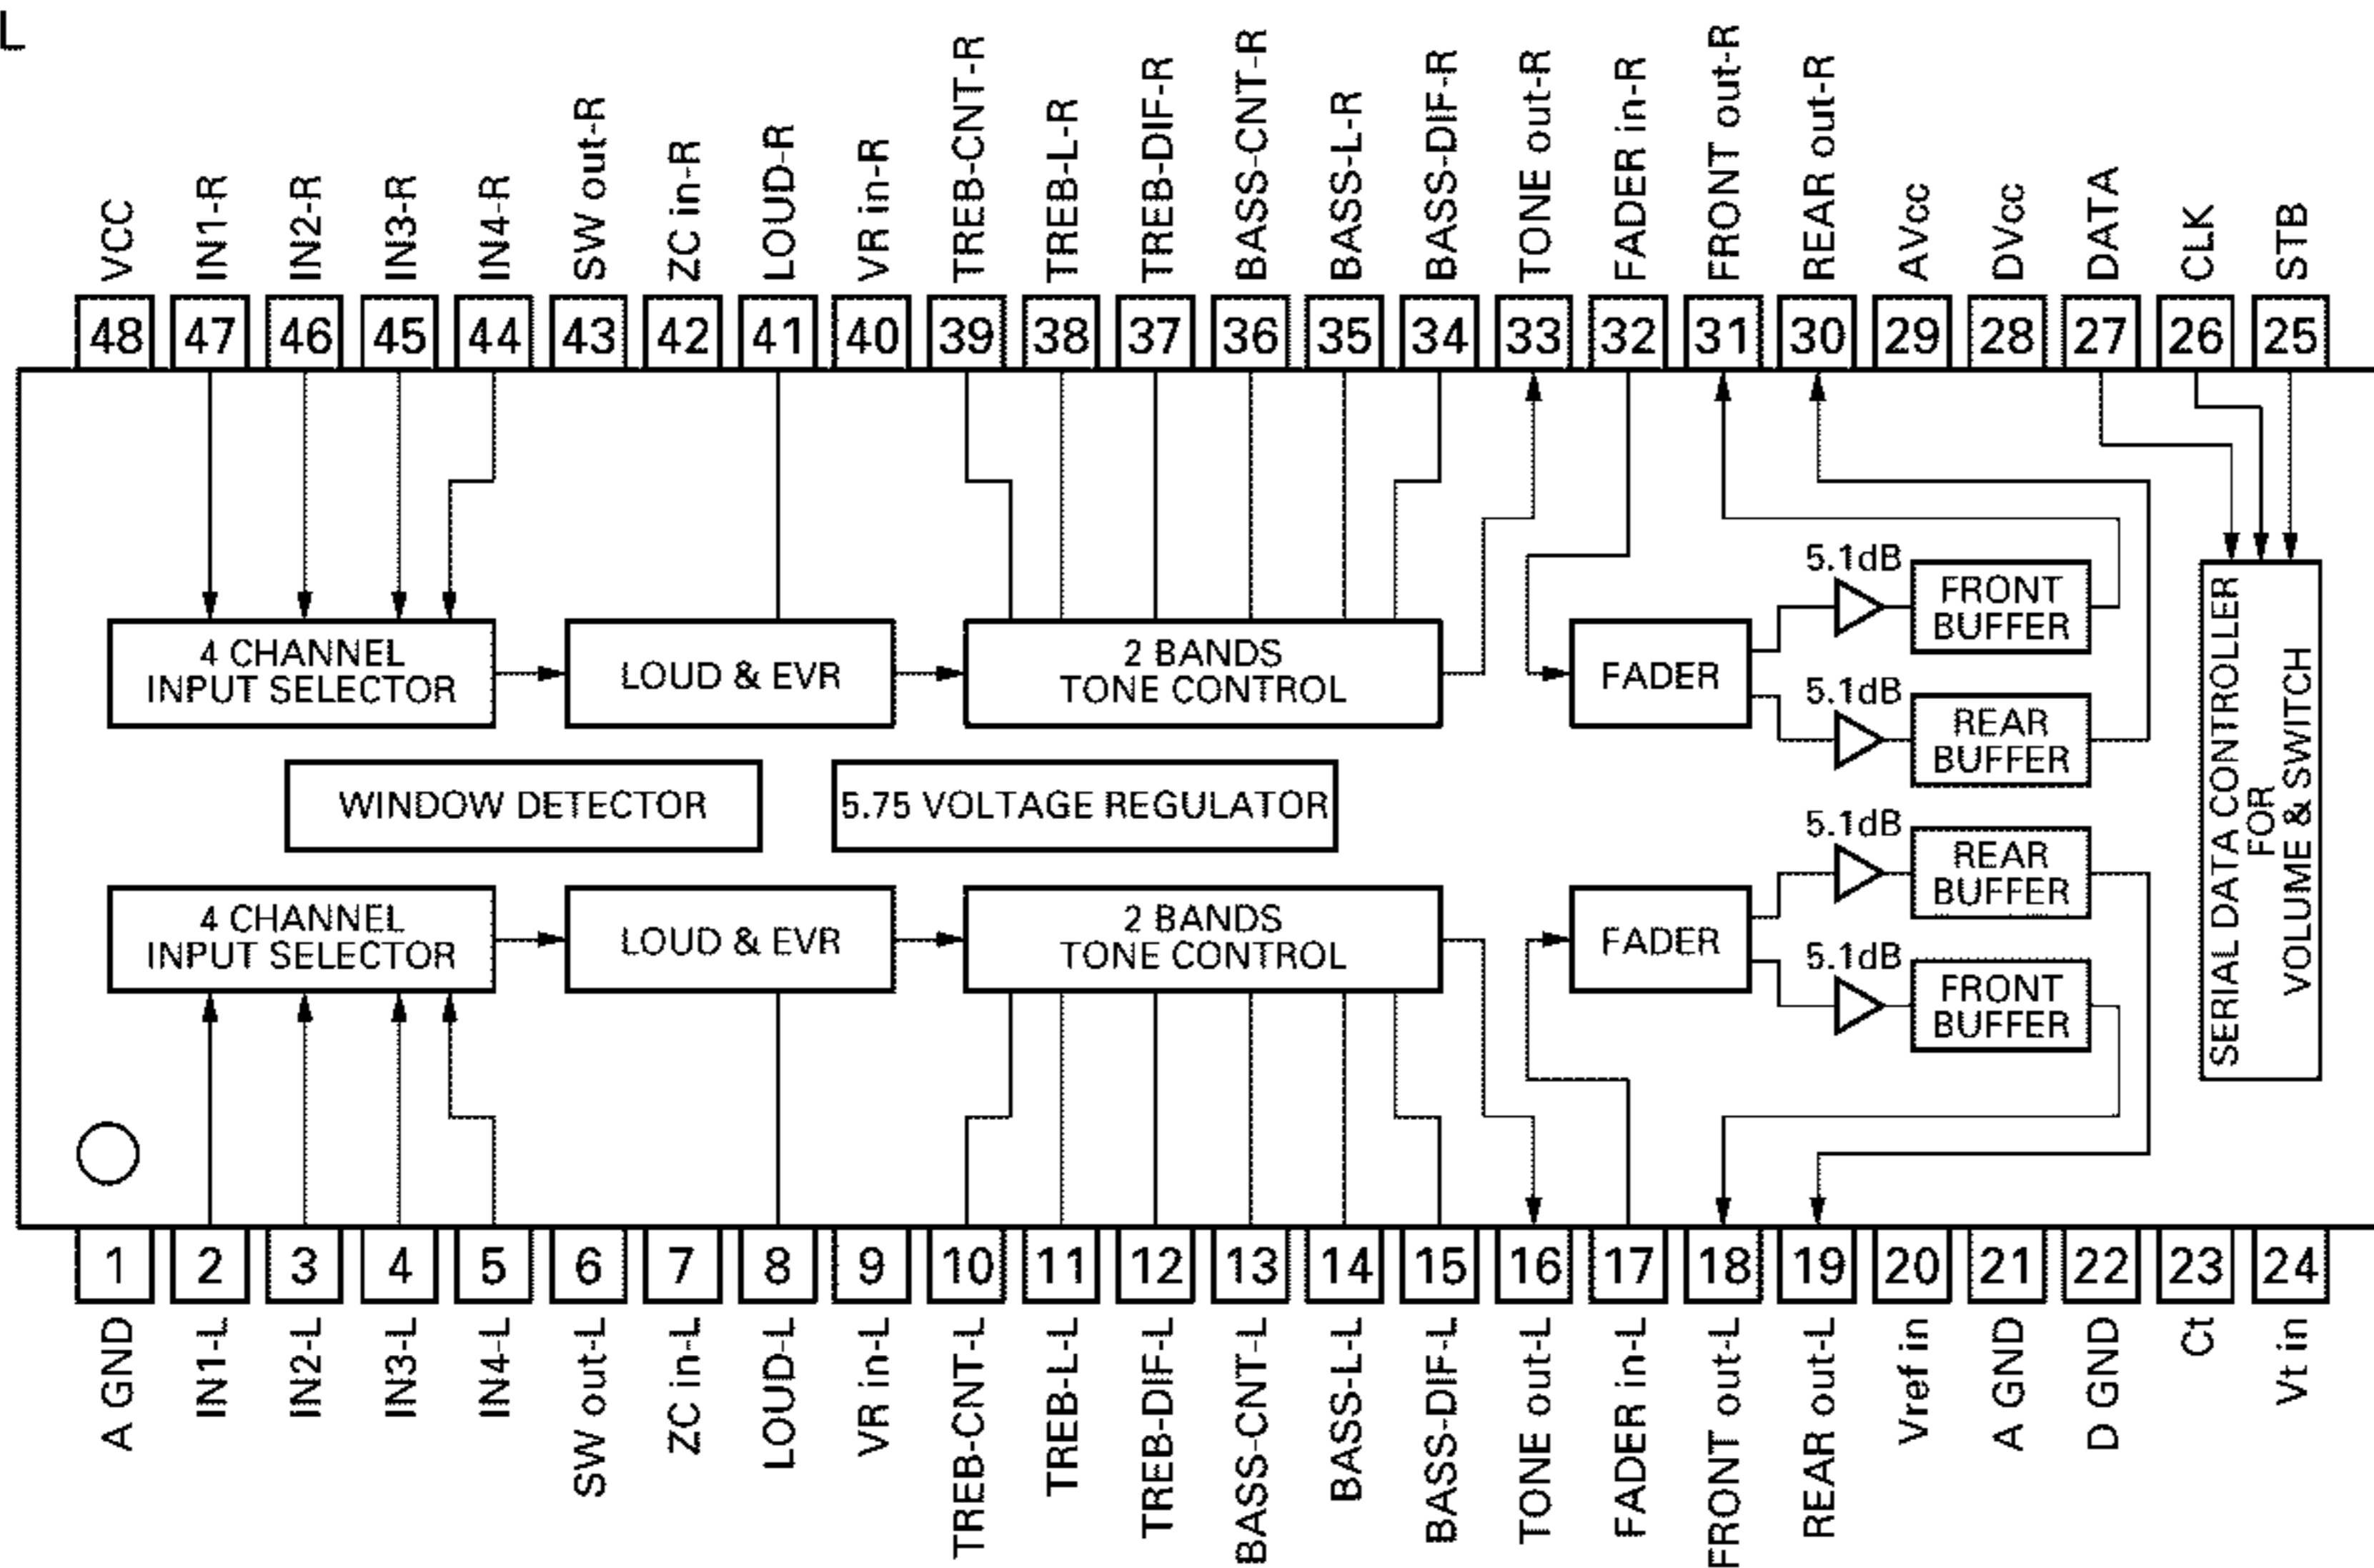 L
VCC
IN1-R
IN2-R
IN3-R
IN4-R
SW out-R
ZC in-R
LOUD-R
VR in-R
TREB-CNT-R
TREB-L-R
TREB-DIF-R
BASS-CNT-R
BASS-L-R
BASS-DIF-R
TONE out-R
FADER in-R
FRONT out-R
REAR out-R
AVcc
DVcc
DATA
CLK
STB
48 47 46 45 44 43 42 41 40 39 38 37 36 35 34 33 32 31 30 29 28 27 26 25
4 CHANNEL
INPUT SELECTOR
LOUD & EVR
2 BANDS
TONE CONTROL
FADER
5.1dB
FRONT
BUFFER
5.1dB
REAR
BUFFER
WINDOW DETECTOR
5.75 VOLTAGE REGULATOR
4 CHANNEL
INPUT SELECTOR
LOUD & EVR
2 BANDS
TONE CONTROL
FADER
5.1dB
REAR
BUFFER
5.1dB
FRONT
BUFFER
SERIAL DATA CONTROLLER
FOR
VOLUME & SWITCH
1 2 3 4 5 6 7 8 9 10 11 12 13 14 15 16 17 18 19 20 21 22 23 24
A GND
IN1-L
IN2-L
IN3-L
IN4-L
SW out-L
ZC in-L
LOUD-L
VR in-L
TREB-CNT-L
TREB-L-L
TREB-DIF-L
BASS-CNT-L
BASS-L-L
BASS-DIF-L
TONE out-L
FADER in-L
FRONT out-L
REAR out-L
Vref in
A GND
D GND
Ct
Vt in